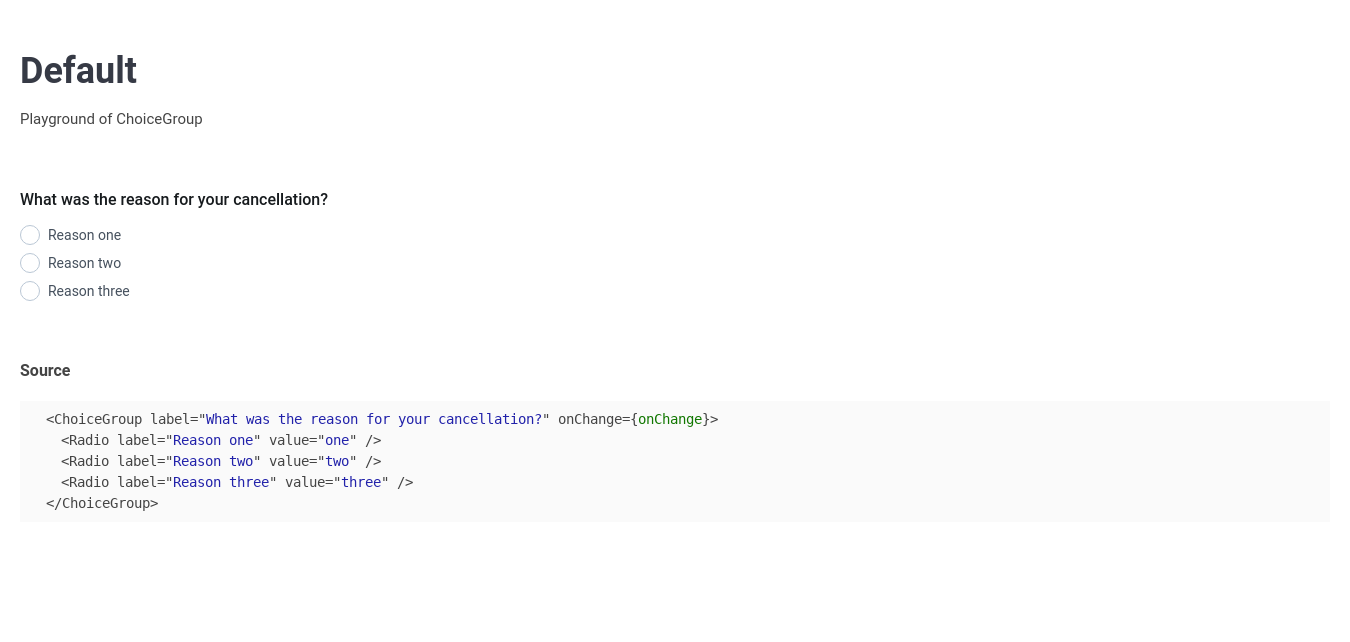 Default
Playground of ChoiceGroup
What was the reason for your cancellation?
Reason one
Reason two
Reason three
Source
<ChoiceGroup label="What was the reason for your cancellation?" onChange={onChange}>
<Radio label="Reason one" value="one" />
<Radio label="Reason two" value="two" />
<Radio label="Reason three" value="three" />
</ChoiceGroup>